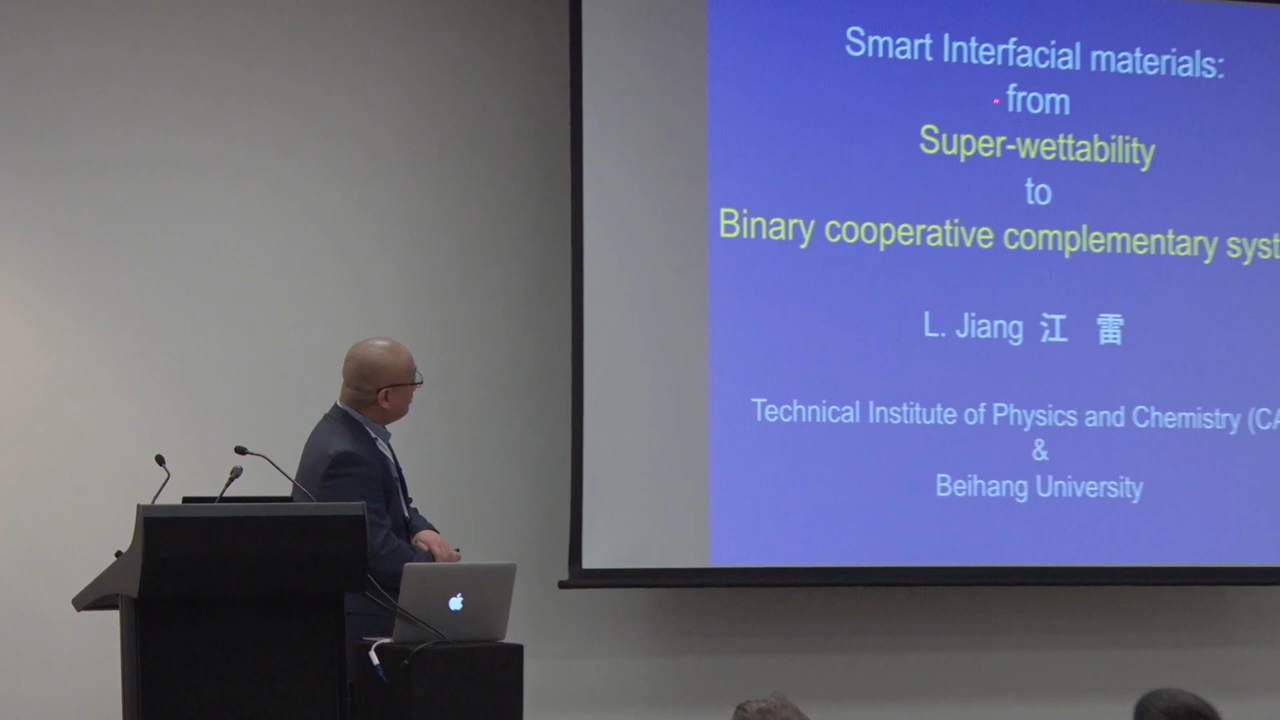 Smart Interfacial materials:
from
Super-wettability
to
Binary cooperative complementary syst
L. Jiang 江 雷
Technical Institute of Physics and Chemistry (CA
&
Beihang University